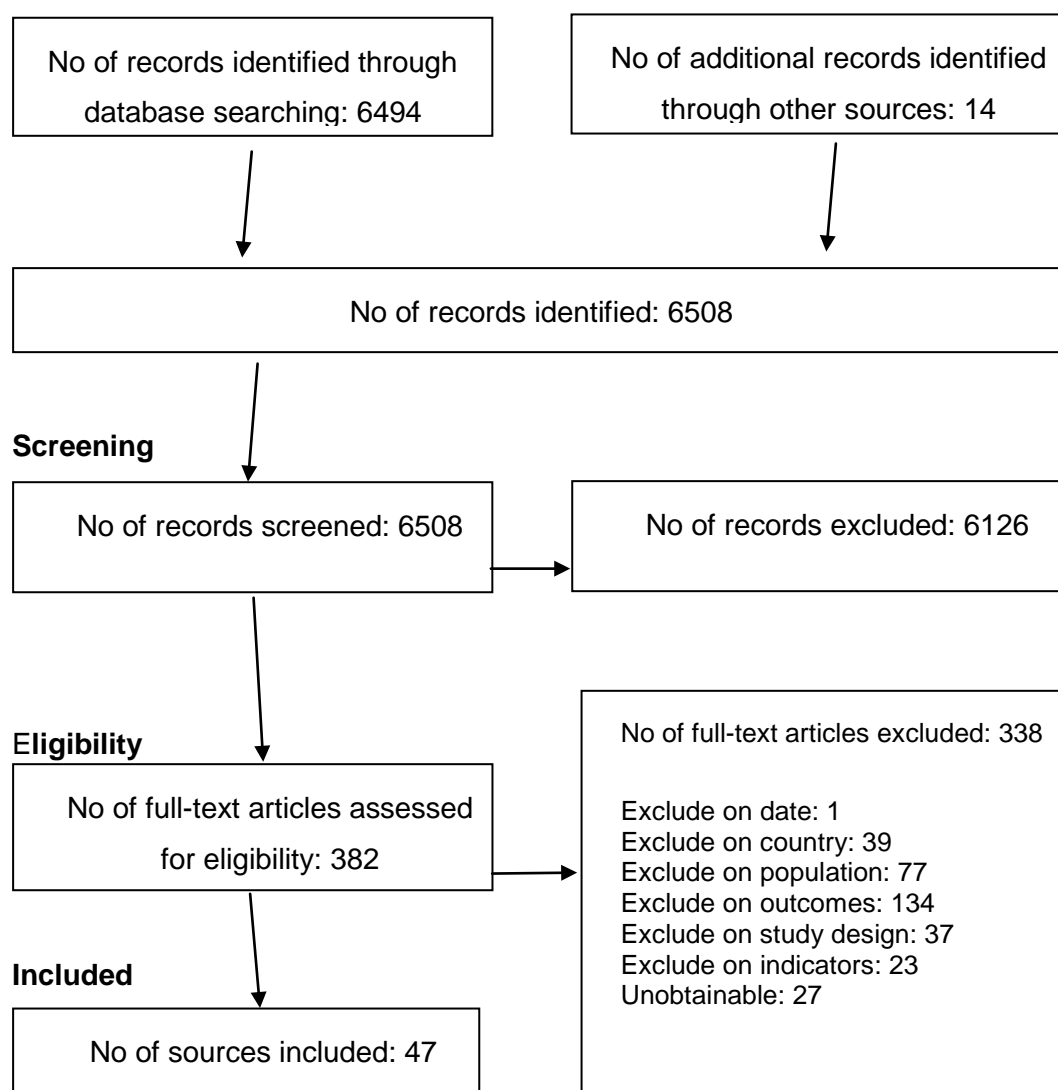 No of records identified through
database searching: 6494
No of additional records identified
through other sources: 14
No of records identified: 6508
Screening
No of records screened: 6508
No of records excluded: 6126
Eligibility
No of full-text articles assessed
for eligibility: 382
No of full-text articles excluded: 338
Exclude on date: 1
Exclude on country: 39
Exclude on population: 77
Exclude on outcomes: 134
Exclude on study design: 37
Exclude on indicators: 23
Unobtainable: 27
Included
No of sources included: 47